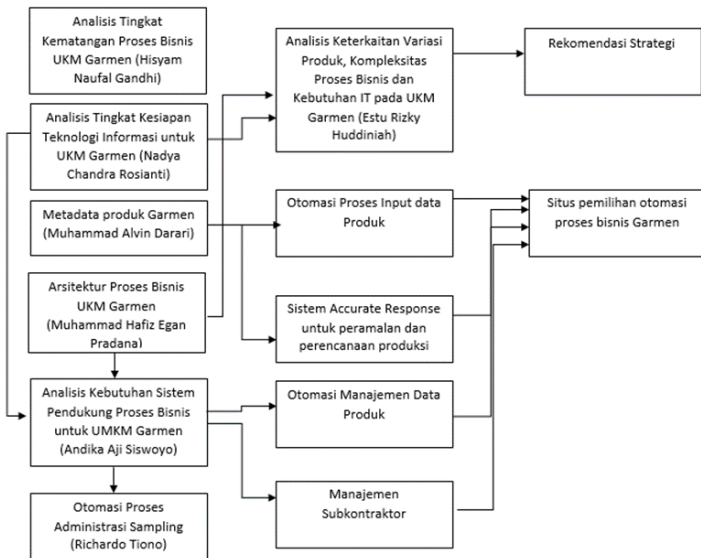 Analisis Tingkat
Kematangan Proses Bisnis
UKM Garmen (Hisyam
Naufal Gandhi)
Analisis Tingkat Kesiapan
Teknologi Informasi untuk
UKM Garmen (Nadya
Chandra Rosianti)
Metadata produk Garmen
(Muhammad Alvin Darari)
Arsitektur Proses Bisnis
UKM Garmen
(Muhammad Hafiz Egan
Pradana)
Analisis Kebutuhan Sistem
Pendukung Proses Bisnis
untuk UMKM Garmen
(Andika Aji Siswoyo)
Otomasi Proses
Administrasi Sampling
(Richardo Tiono)
Analisis Keterkaitan Variasi
Produk, Kompleksitas
Proses Bisnis dan
Kebutuhan IT pada UKM
Garmen (Estu Rizky
Huddiniah)
Otomasi Proses Input data
Produk
Sistem Accurate Response
untuk peramalan dan
perencanaan produksi
Otomasi Manajemen Data
Produk
Manajemen
Subkontraktor
Rekomendasi Strategi
Situs pemilihan otomasi
proses bisnis Garmen